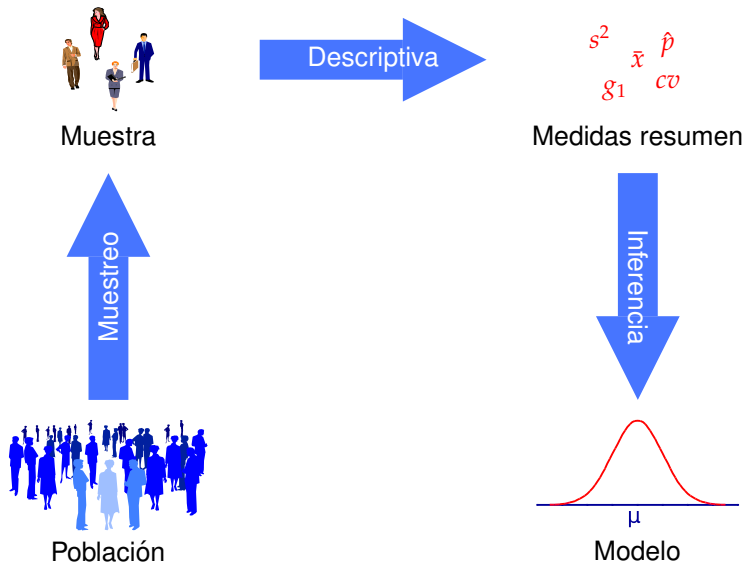 Descriptiva
s² x̄ p̂
g₁ cv
Muestra
Medidas resumen
Muestreo
Inferencia
μ
Población
Modelo